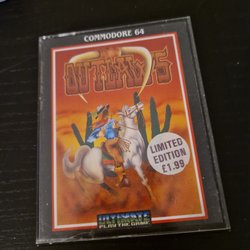 COMMODORE 64
OUTLAWS
LIMITED
EDITION
£1.99
ULTIMATE
PLAY THE GAME